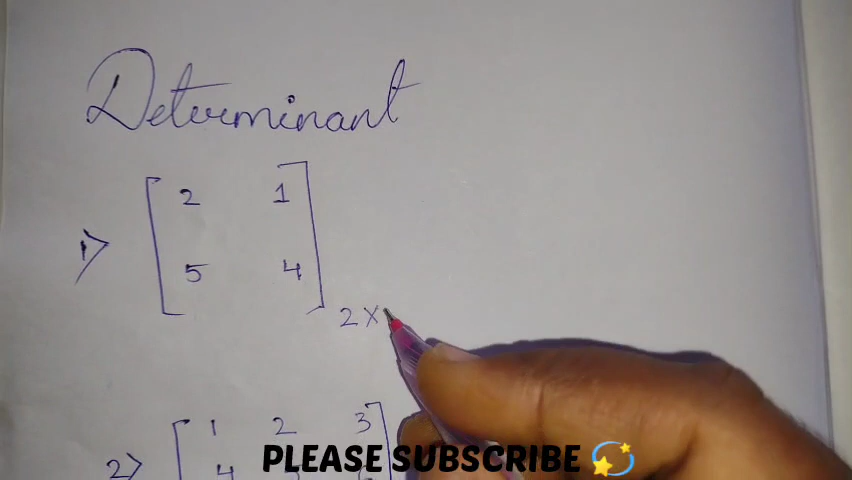 Determinant
1) 2 1
5 4
2 x
1 2 3
2) 4
PLEASE SUBSCRIBE